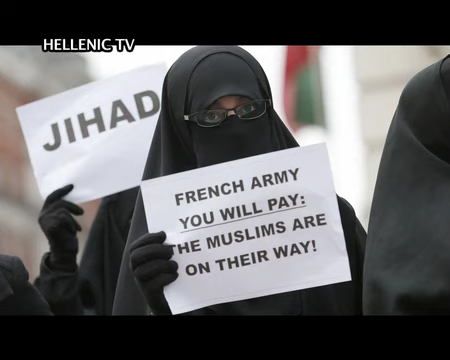 HELLENIC TV
JIHAD
FRENCH ARMY
YOU WILL PAY:
THE MUSLIMS ARE
ON THEIR WAY!